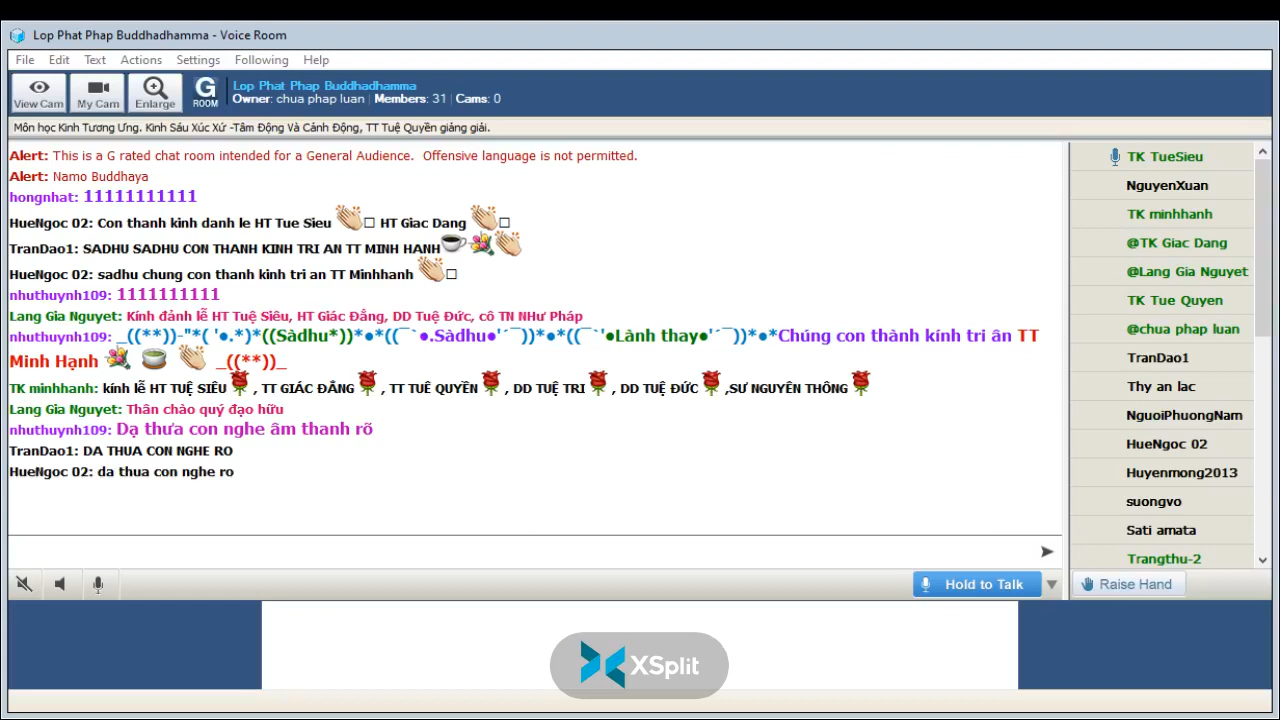 Lop Phat Phap Buddhadhamma - Voice Room
File Edit Text Actions Settings Following Help
View Cam My Cam Enlarge G ROOM
Lop Phat Phap Buddhadhamma
Owner: chua phap luan | Members: 31 | Cams: 0
Môn học Kinh Tương Ưng. Kinh Sáu Xúc Xứ -Tâm Động Và Cảnh Động, TT Tuệ Quyền giảng giải.
Alert: This is a G rated chat room intended for a General Audience. Offensive language is not permitted.
Alert: Namo Buddhaya
hongnhat: 11111111111
HueNgoc 02: Con thanh kinh danh le HT Tue Sieu 👏□ HT Giac Dang 👏□
TranDao1: SADHU SADHU CON THANH KINH TRI AN TT MINH HANH
HueNgoc 02: sadhu chung con thanh kinh tri an TT Minhhanh 👏□
nhuthuynh109: 1111111111
Lang Gia Nguyet: Kính đảnh lễ HT Tuệ Siêu, HT Giác Đẳng, DD Tuệ Đức, cô TN NHư Pháp
nhuthuynh109: _((**))-"*( '•.*)*((Sàdhu*))*•*((¯`•.Sàdhu•'´¯))*•*((¯`'•Lành thay•'´¯))*•*Chúng con thành kính tri ân TT
Minh Hạnh _((**))_
TK minhhanh: kính lễ HT TUỆ SIÊU🌹, TT GIÁC ĐẲNG🌹, TT TUỆ QUYỀN🌹, DD TUỆ TRI🌹, DD TUỆ ĐỨC🌹,SƯ NGUYÊN THÔNG🌹
Lang Gia Nguyet: Thân chào quý đạo hữu
nhuthuynh109: Dạ thưa con nghe âm thanh rõ
TranDao1: DA THUA CON NGHE RO
HueNgoc 02: da thua con nghe ro
TK TueSieu
NguyenXuan
TK minhhanh
@TK Giac Dang
@Lang Gia Nguyet
TK Tue Quyen
@chua phap luan
TranDao1
Thy an lac
NguoiPhuongNam
HueNgoc 02
Huyenmong2013
suongvo
Sati amata
Trangthu-2
Hold to Talk
Raise Hand
XSplit